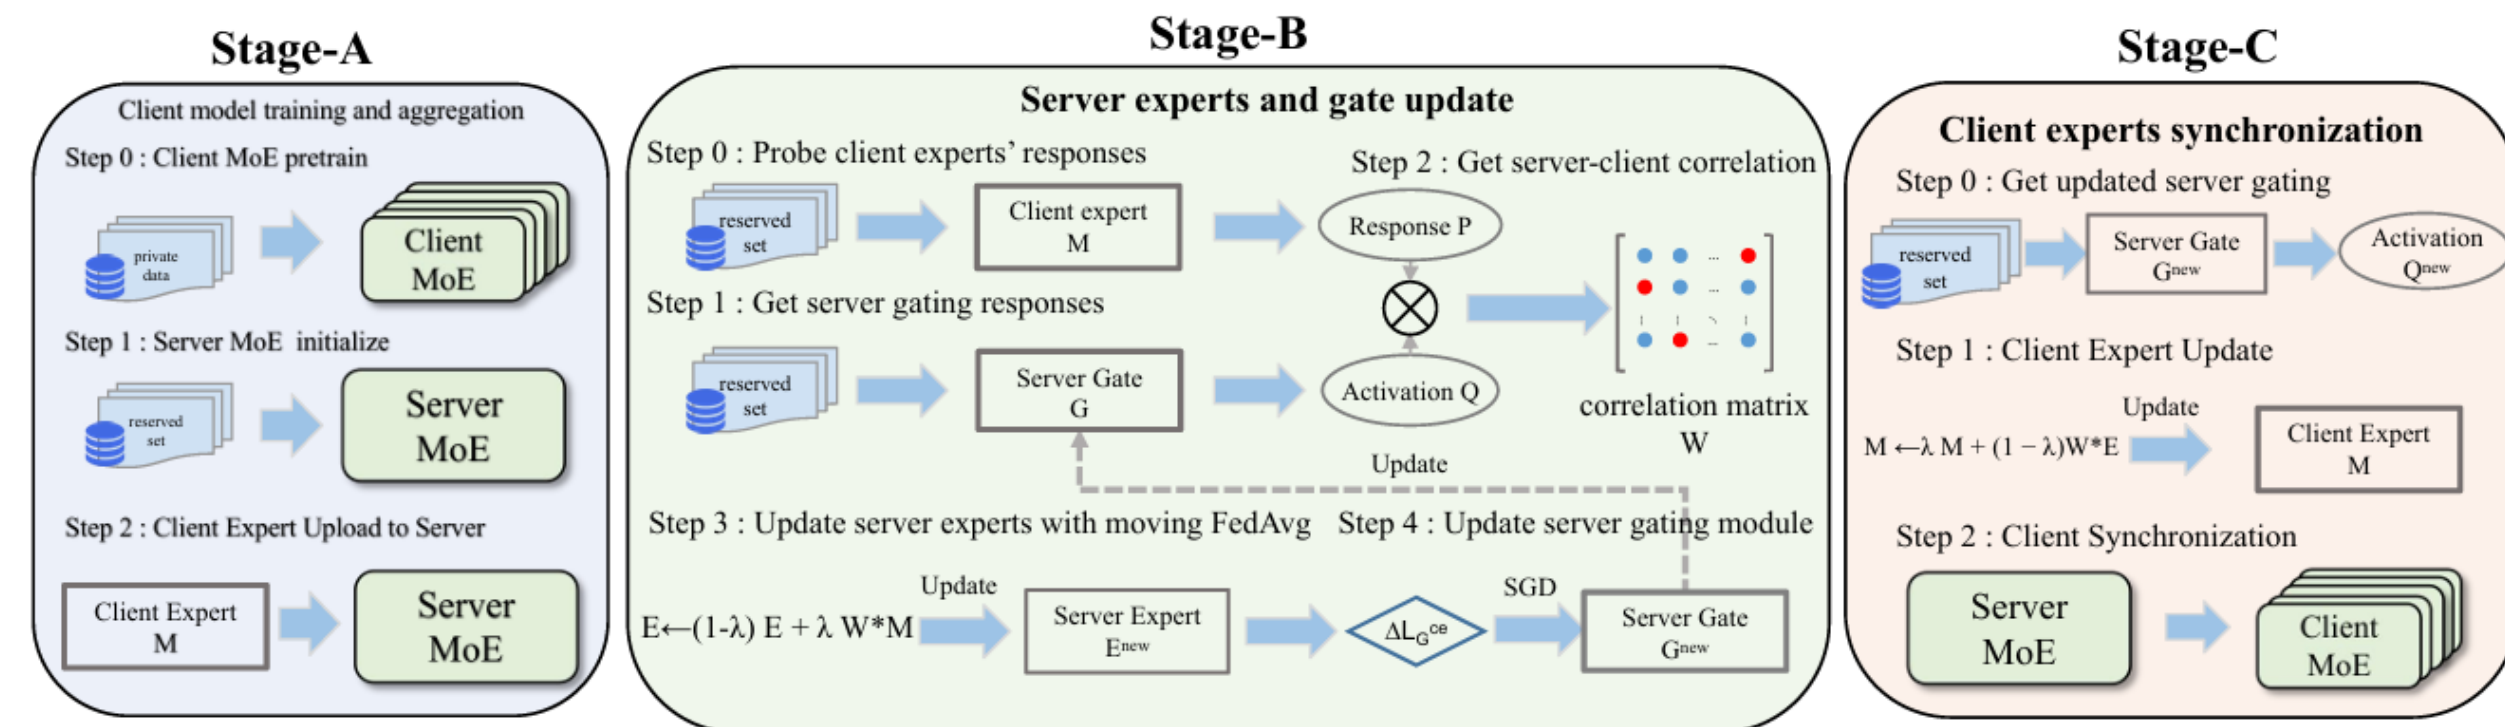 Stage-A
Client model training and aggregation
Step 0 : Client MoE pretrain
private
data
Client
MoE
Step 1 : Server MoE initialize
reserved
set
Server
MoE
Step 2 : Client Expert Upload to Server
Client Expert
M
Server
MoE
Stage-B
Server experts and gate update
Step 0 : Probe client experts' responses
reserved
set
Client expert
M
Response P
Step 1 : Get server gating responses
reserved
set
Server Gate
G
Activation Q
Step 2 : Get server-client correlation
correlation matrix
W
Update
Step 3 : Update server experts with moving FedAvg
E←(1-λ) E + λ W*M
Update
Server Expert
Eⁿᵉʷ
Step 4 : Update server gating module
ΔL_G^ce
SGD
Server Gate
Gⁿᵉʷ
Stage-C
Client experts synchronization
Step 0 : Get updated server gating
reserved
set
Server Gate
Gⁿᵉʷ
Activation
Qⁿᵉʷ
Step 1 : Client Expert Update
M ←λ M + (1 − λ)W*E
Update
Client Expert
M
Step 2 : Client Synchronization
Server
MoE
Client
MoE